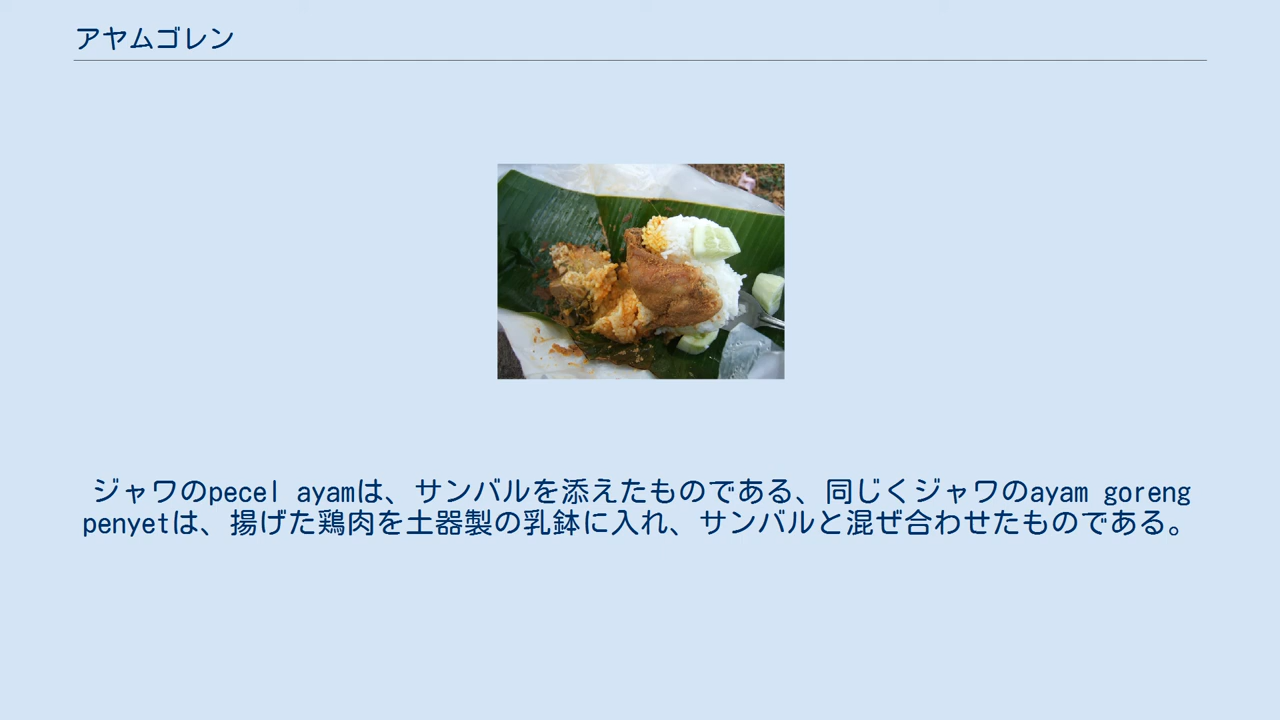 アヤムゴレン
ジャワのpecel ayamは、サンバルを添えたものである、同じくジャワのayam goreng
penyetは、揚げた鶏肉を土器製の乳鉢に入れ、サンバルと混ぜ合わせたものである。